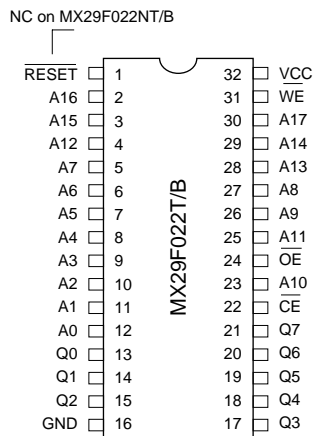 NC on MX29F022NT/B
RESET 1 32 VCC
A16 2 31 WE
A15 3 30 A17
A12 4 29 A14
A7 5 28 A13
A6 6 27 A8
A5 7 26 A9
A4 8 25 A11
A3 9 24 OE
A2 10 23 A10
A1 11 22 CE
A0 12 21 Q7
Q0 13 20 Q6
Q1 14 19 Q5
Q2 15 18 Q4
GND 16 17 Q3
MX29F022T/B